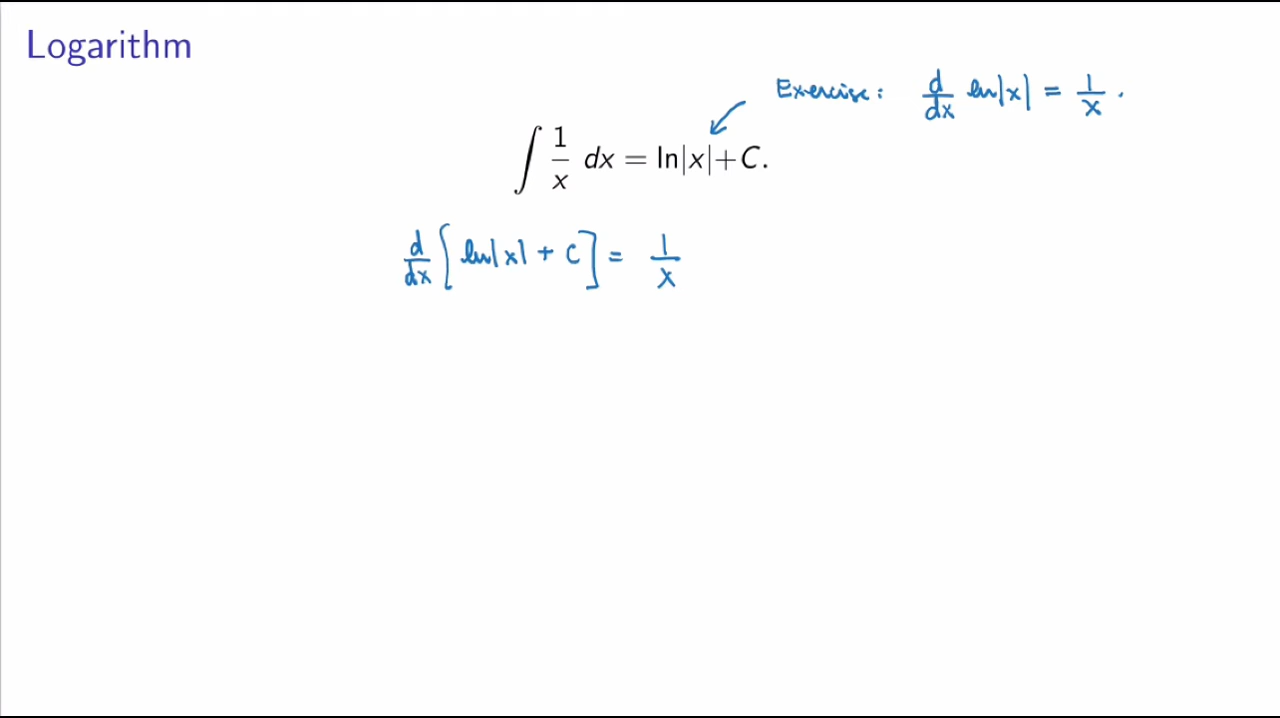 Logarithm
Exercise: d/dx ln|x| = 1/x .
∫ 1/x dx = ln|x|+C.
d/dx [ ln|x| + C ] = 1/x